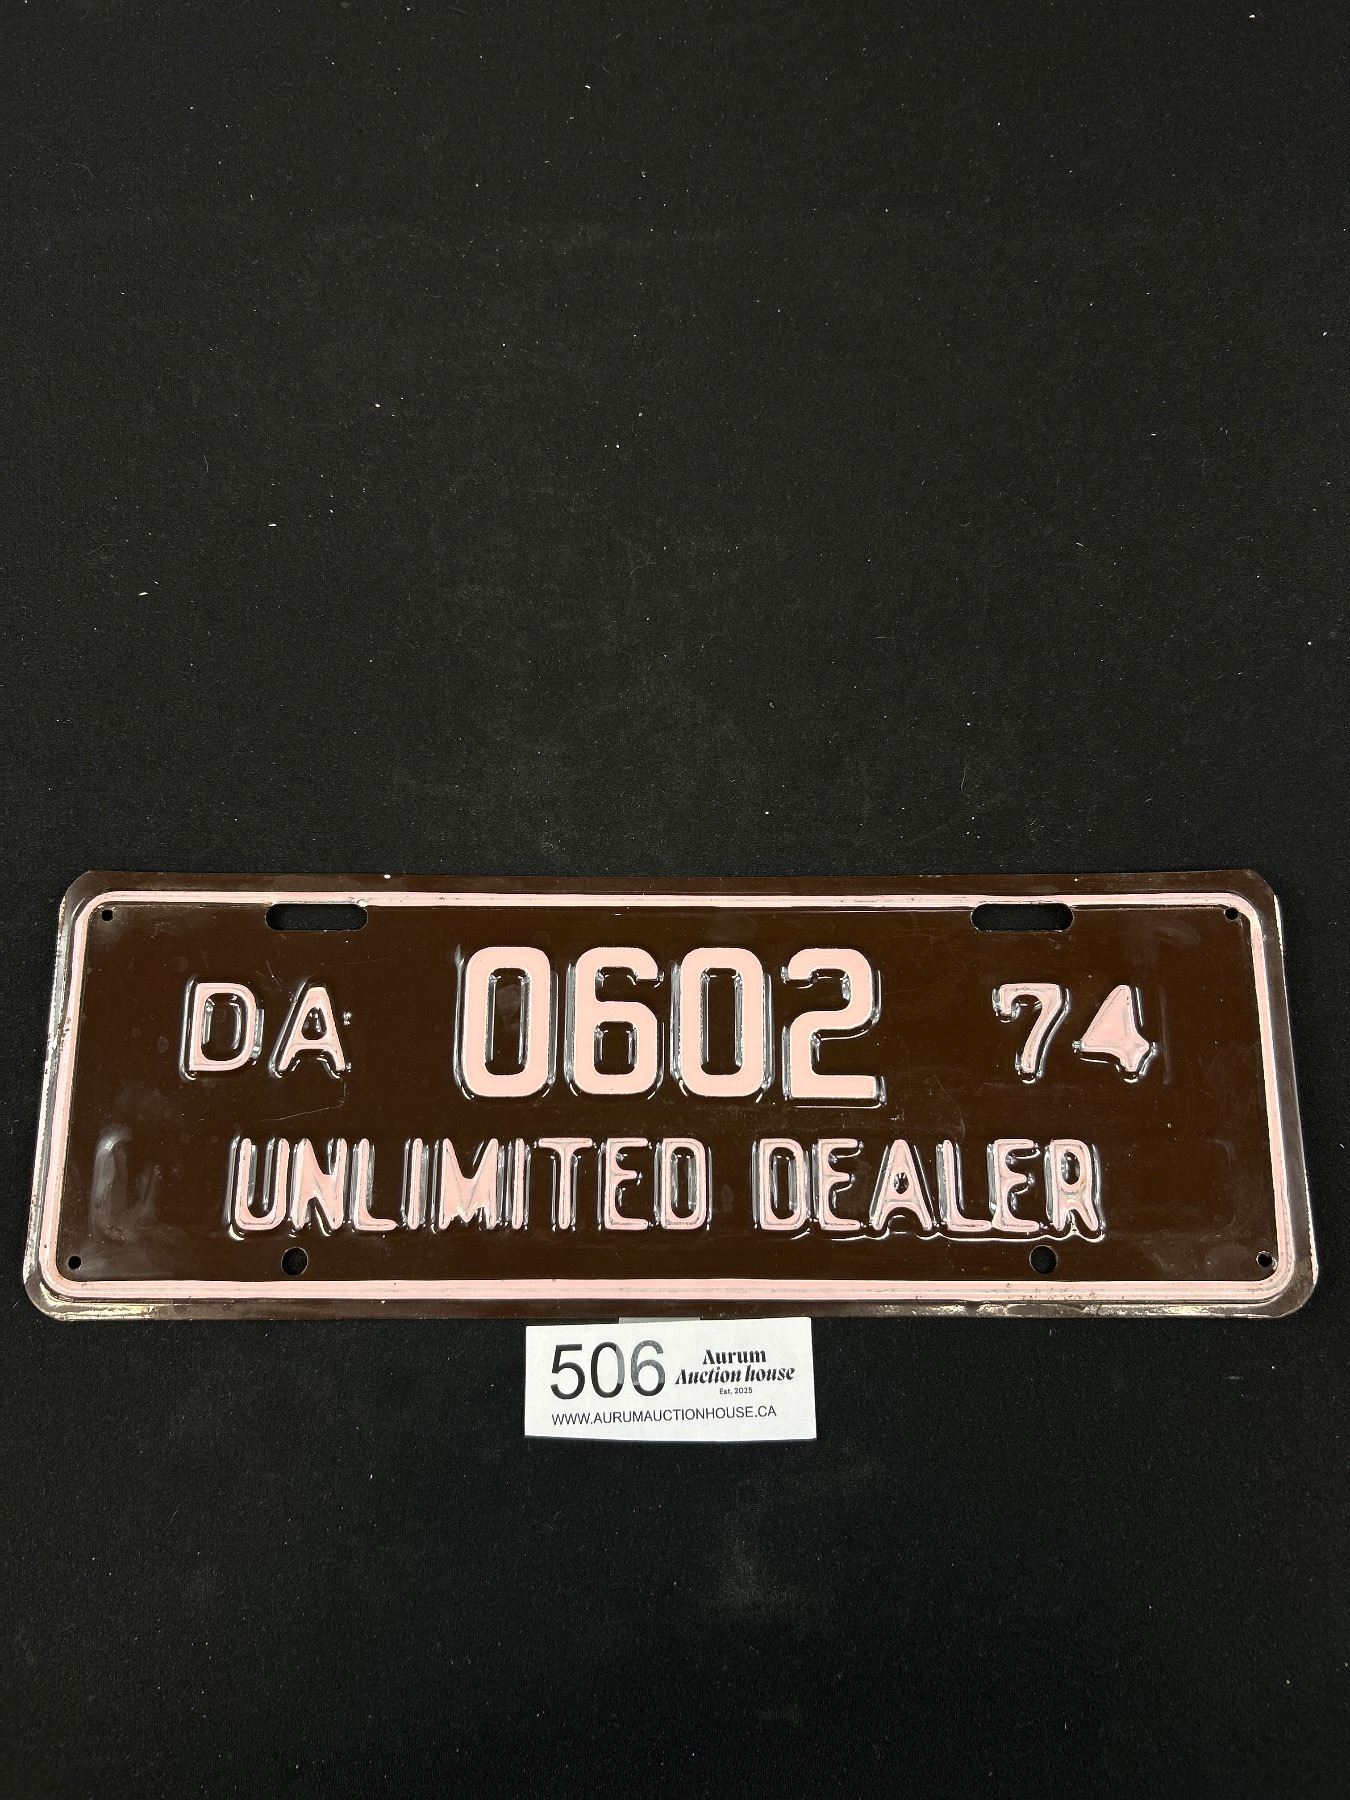 DA 0602 74
UNLIMITED DEALER
506
Aurum
Auction house
Est. 2025
WWW.AURUMAUCTIONHOUSE.CA